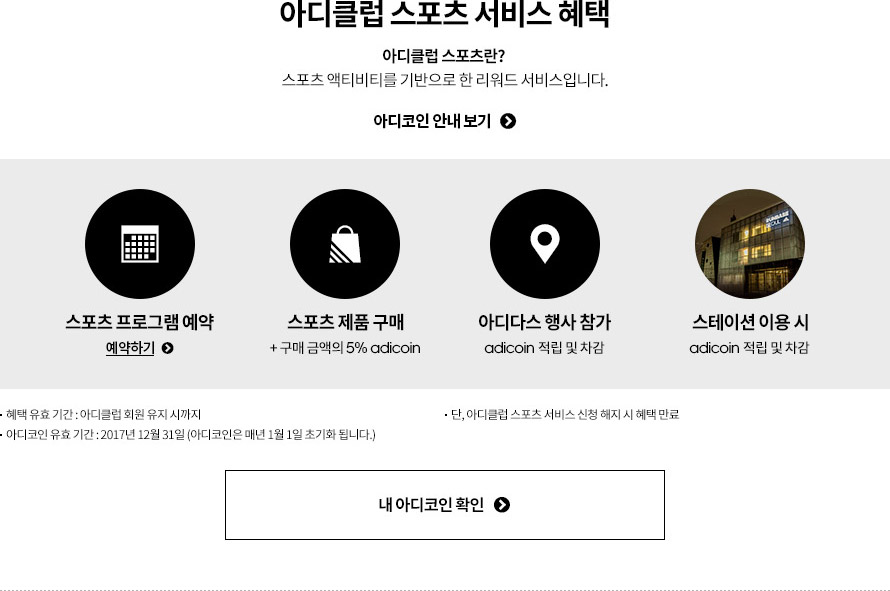 아디클럽 스포츠 서비스 혜택
아디클럽 스포츠란?
스포츠 액티비티를 기반으로 한 리워드 서비스입니다.
아디코인 안내 보기
스포츠 프로그램 예약
예약하기
스포츠 제품 구매
+ 구매 금액의 5% adicoin
RUNBASE
SEOUL
아디다스 행사 참가
adicoin 적립 및 차감
스테이션 이용 시
adicoin 적립 및 차감
· 혜택 유효 기간 : 아디클럽 회원 유지 시까지
· 아디코인 유효 기간 : 2017년 12월 31일 (아디코인은 매년 1월 1일 초기화 됩니다.)
· 단, 아디클럽 스포츠 서비스 신청 해지 시 혜택 만료
내 아디코인 확인